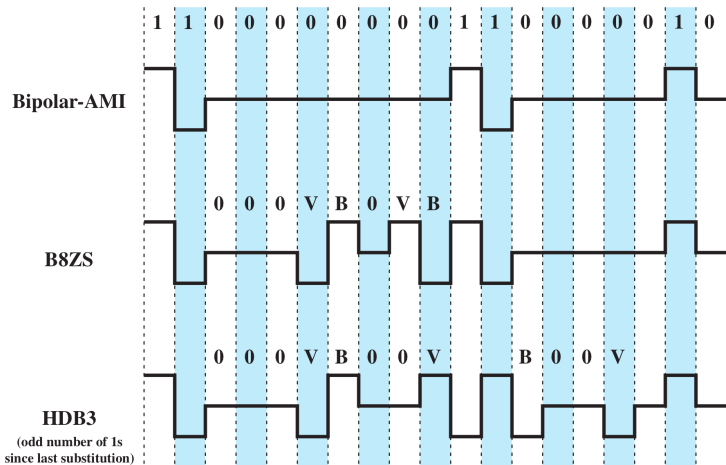 1 1 0 0 0 0 0 0 0 0 1 1 0 0 0 0 0 1 0
Bipolar-AMI
0 0 0 V B 0 V B
B8ZS
0 0 0 V B 0 0 V B 0 0 V
HDB3
(odd number of 1s
since last substitution)